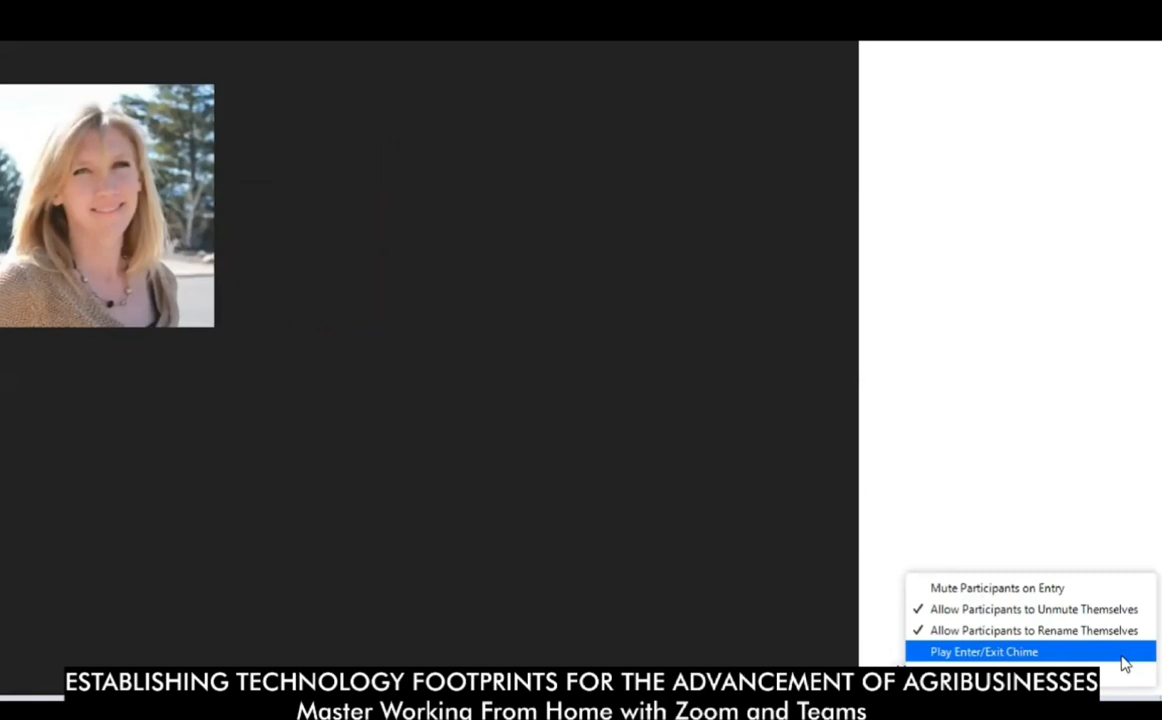 Mute Participants on Entry
✓ Allow Participants to Unmute Themselves
✓ Allow Participants to Rename Themselves
Play Enter/Exit Chime
ESTABLISHING TECHNOLOGY FOOTPRINTS FOR THE ADVANCEMENT OF AGRIBUSINESSES
Master Working From Home with Zoom and Teams